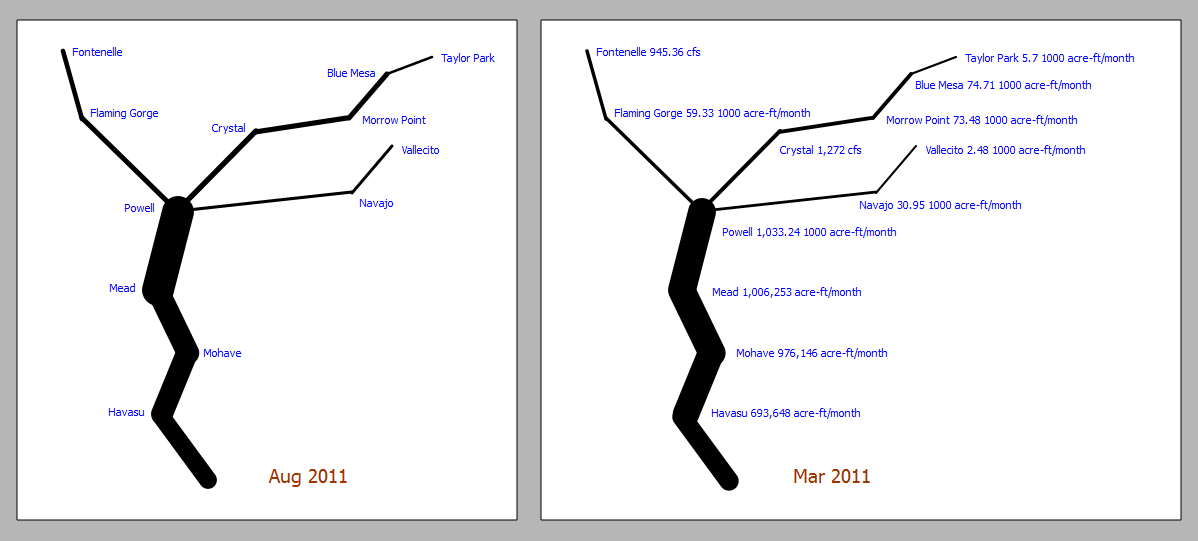 Fontenelle
Taylor Park
Blue Mesa
Flaming Gorge
Morrow Point
Crystal
Vallecito
Navajo
Powell
Mead
Mohave
Havasu
Aug 2011
Fontenelle 945.36 cfs
Taylor Park 5.7 1000 acre-ft/month
Blue Mesa 74.71 1000 acre-ft/month
Flaming Gorge 59.33 1000 acre-ft/month
Morrow Point 73.48 1000 acre-ft/month
Crystal 1,272 cfs
Vallecito 2.48 1000 acre-ft/month
Navajo 30.95 1000 acre-ft/month
Powell 1,033.24 1000 acre-ft/month
Mead 1,006,253 acre-ft/month
Mohave 976,146 acre-ft/month
Havasu 693,648 acre-ft/month
Mar 2011